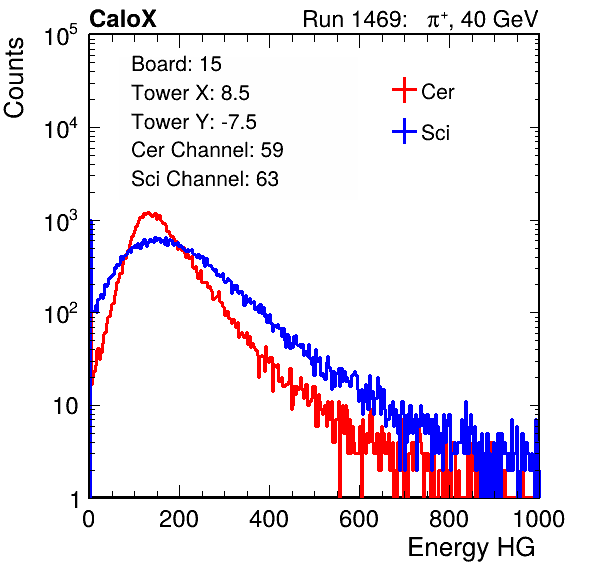 CaloX Run 1469: π⁺, 40 GeV
Counts
10⁵
10⁴
10³
10²
10
1
Board: 15
Tower X: 8.5
Tower Y: -7.5
Cer Channel: 59
Sci Channel: 63
Cer
Sci
0 200 400 600 800 1000
Energy HG